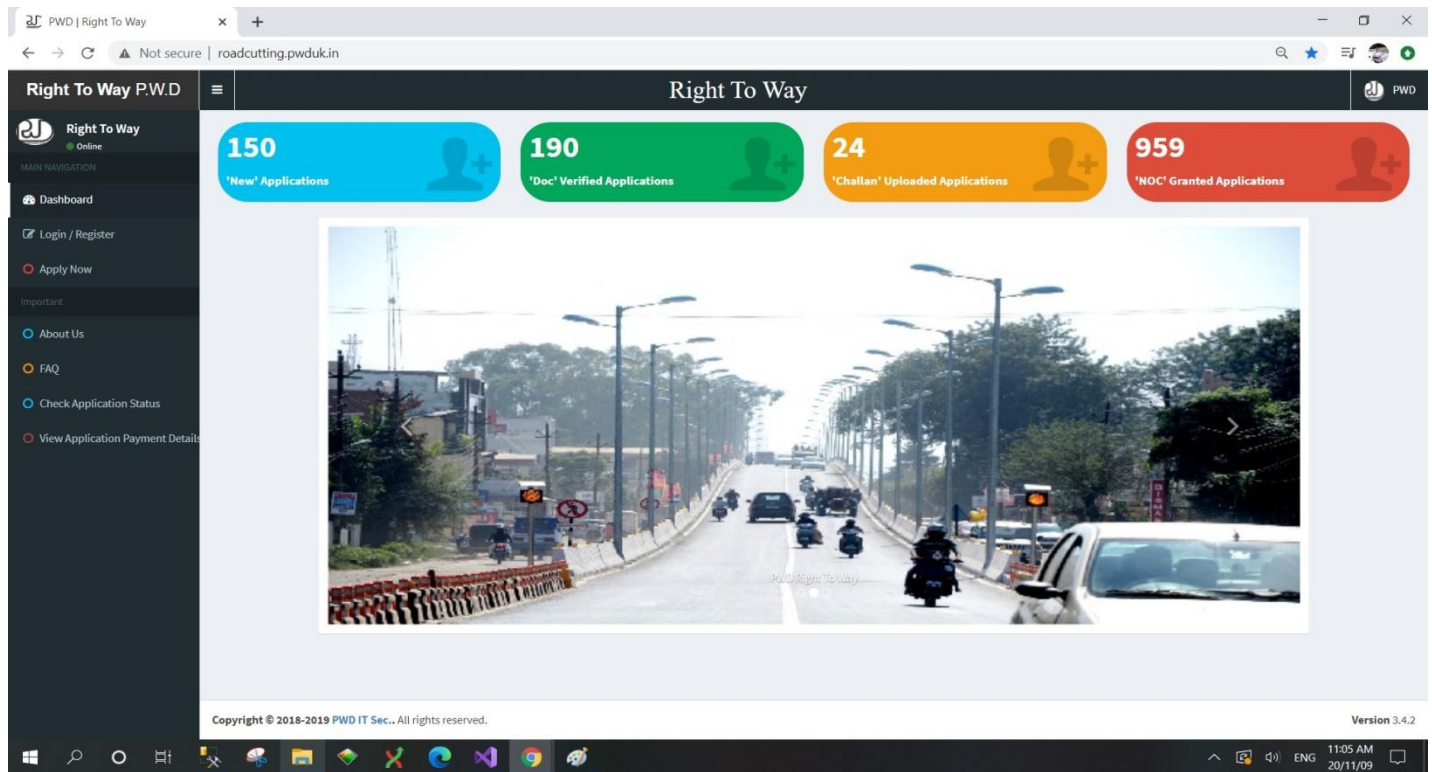 PWD | Right To Way
Not secure | roadcutting.pwduk.in
Right To Way P.W.D
Right To Way
PWD
Right To Way
Online
MAIN NAVIGATION
Dashboard
Login / Register
Apply Now
Important
About Us
FAQ
Check Application Status
View Application Payment Details
150
'New' Applications
190
'Doc' Verified Applications
24
'Challan' Uploaded Applications
959
'NOC' Granted Applications
PWD Right To Way
Copyright © 2018-2019 PWD IT Sec.. All rights reserved.
Version 3.4.2
ENG
11:05 AM
20/11/09